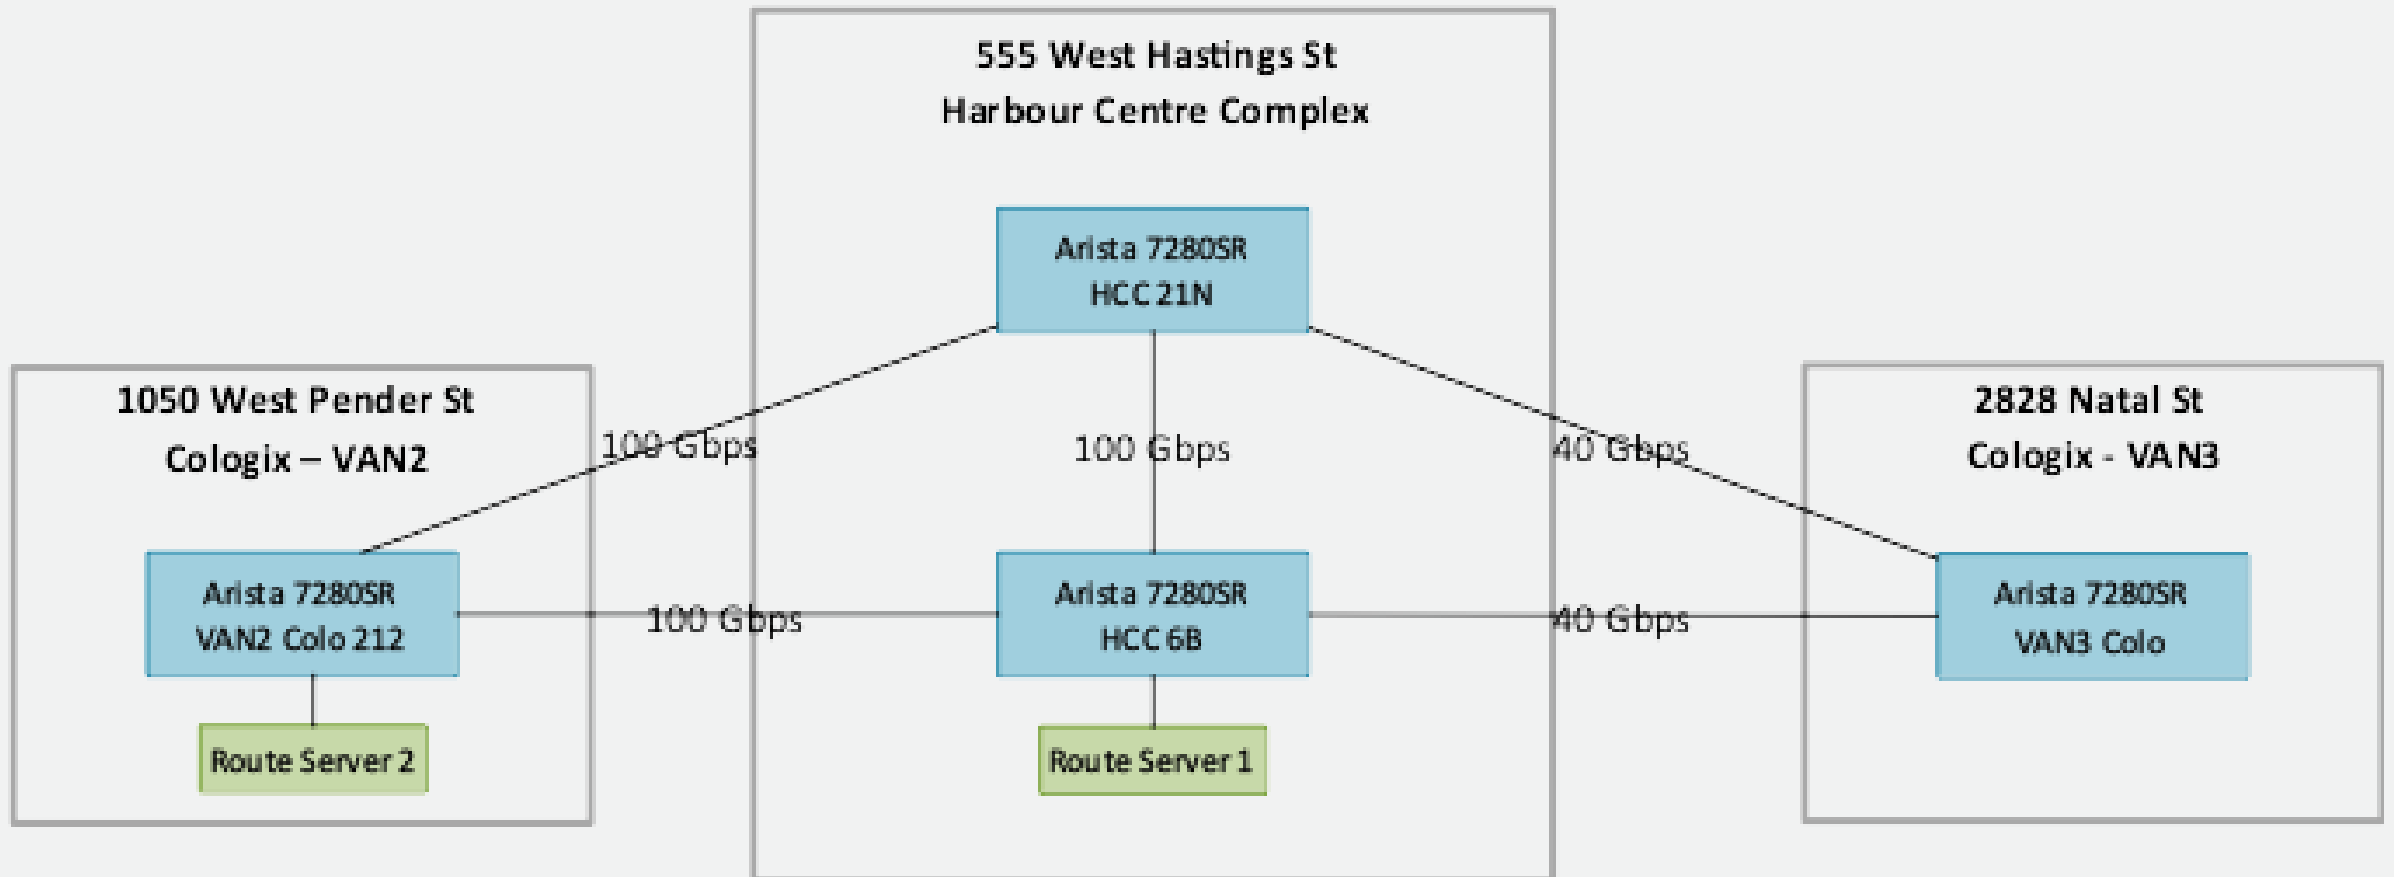 555 West Hastings St
Harbour Centre Complex
Arista 7280SR
HCC 21N
1050 West Pender St
Cologix – VAN2
2828 Natal St
Cologix - VAN3
100 Gbps
100 Gbps
40 Gbps
Arista 7280SR
VAN2 Colo 212
100 Gbps
Arista 7280SR
HCC 6B
40 Gbps
Arista 7280SR
VAN3 Colo
Route Server 2
Route Server 1